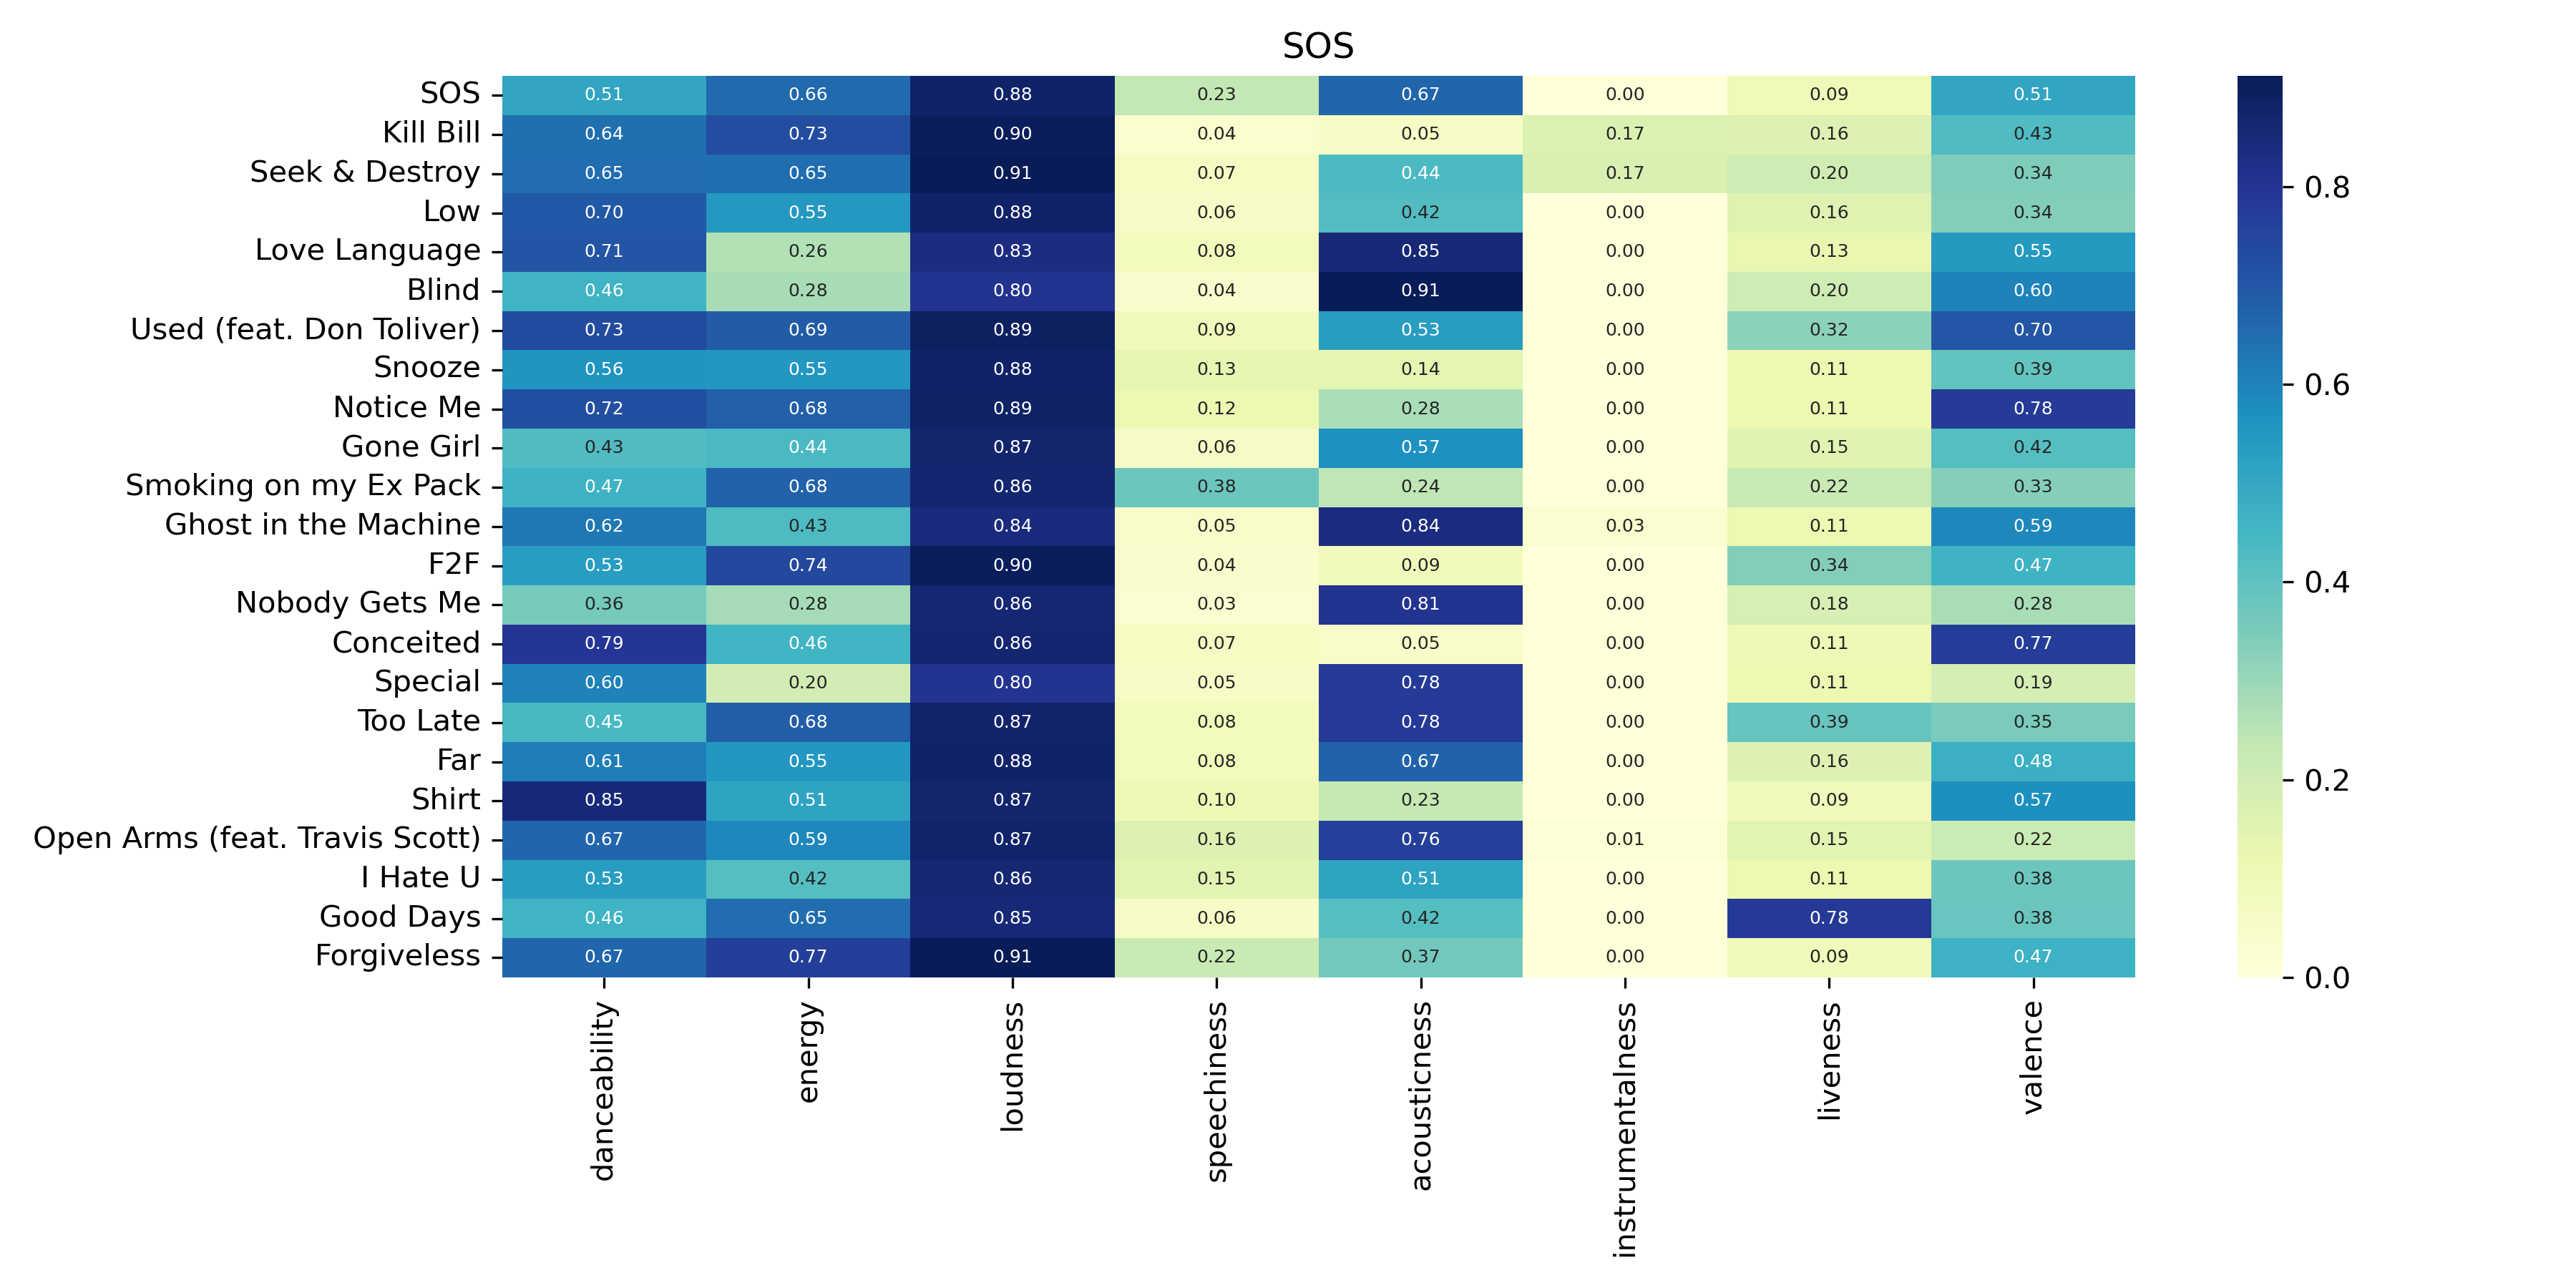 SOS
SOS 0.51 0.66 0.88 0.23 0.67 0.00 0.09 0.51
Kill Bill 0.64 0.73 0.90 0.04 0.05 0.17 0.16 0.43
Seek & Destroy 0.65 0.65 0.91 0.07 0.44 0.17 0.20 0.34
Low 0.70 0.55 0.88 0.06 0.42 0.00 0.16 0.34
Love Language 0.71 0.26 0.83 0.08 0.85 0.00 0.13 0.55
Blind 0.46 0.28 0.80 0.04 0.91 0.00 0.20 0.60
Used (feat. Don Toliver) 0.73 0.69 0.89 0.09 0.53 0.00 0.32 0.70
Snooze 0.56 0.55 0.88 0.13 0.14 0.00 0.11 0.39
Notice Me 0.72 0.68 0.89 0.12 0.28 0.00 0.11 0.78
Gone Girl 0.43 0.44 0.87 0.06 0.57 0.00 0.15 0.42
Smoking on my Ex Pack 0.47 0.68 0.86 0.38 0.24 0.00 0.22 0.33
Ghost in the Machine 0.62 0.43 0.84 0.05 0.84 0.03 0.11 0.59
F2F 0.53 0.74 0.90 0.04 0.09 0.00 0.34 0.47
Nobody Gets Me 0.36 0.28 0.86 0.03 0.81 0.00 0.18 0.28
Conceited 0.79 0.46 0.86 0.07 0.05 0.00 0.11 0.77
Special 0.60 0.20 0.80 0.05 0.78 0.00 0.11 0.19
Too Late 0.45 0.68 0.87 0.08 0.78 0.00 0.39 0.35
Far 0.61 0.55 0.88 0.08 0.67 0.00 0.16 0.48
Shirt 0.85 0.51 0.87 0.10 0.23 0.00 0.09 0.57
Open Arms (feat. Travis Scott) 0.67 0.59 0.87 0.16 0.76 0.01 0.15 0.22
I Hate U 0.53 0.42 0.86 0.15 0.51 0.00 0.11 0.38
Good Days 0.46 0.65 0.85 0.06 0.42 0.00 0.78 0.38
Forgiveless 0.67 0.77 0.91 0.22 0.37 0.00 0.09 0.47
danceability
energy
loudness
speechiness
acousticness
instrumentalness
liveness
valence
0.8
0.6
0.4
0.2
0.0